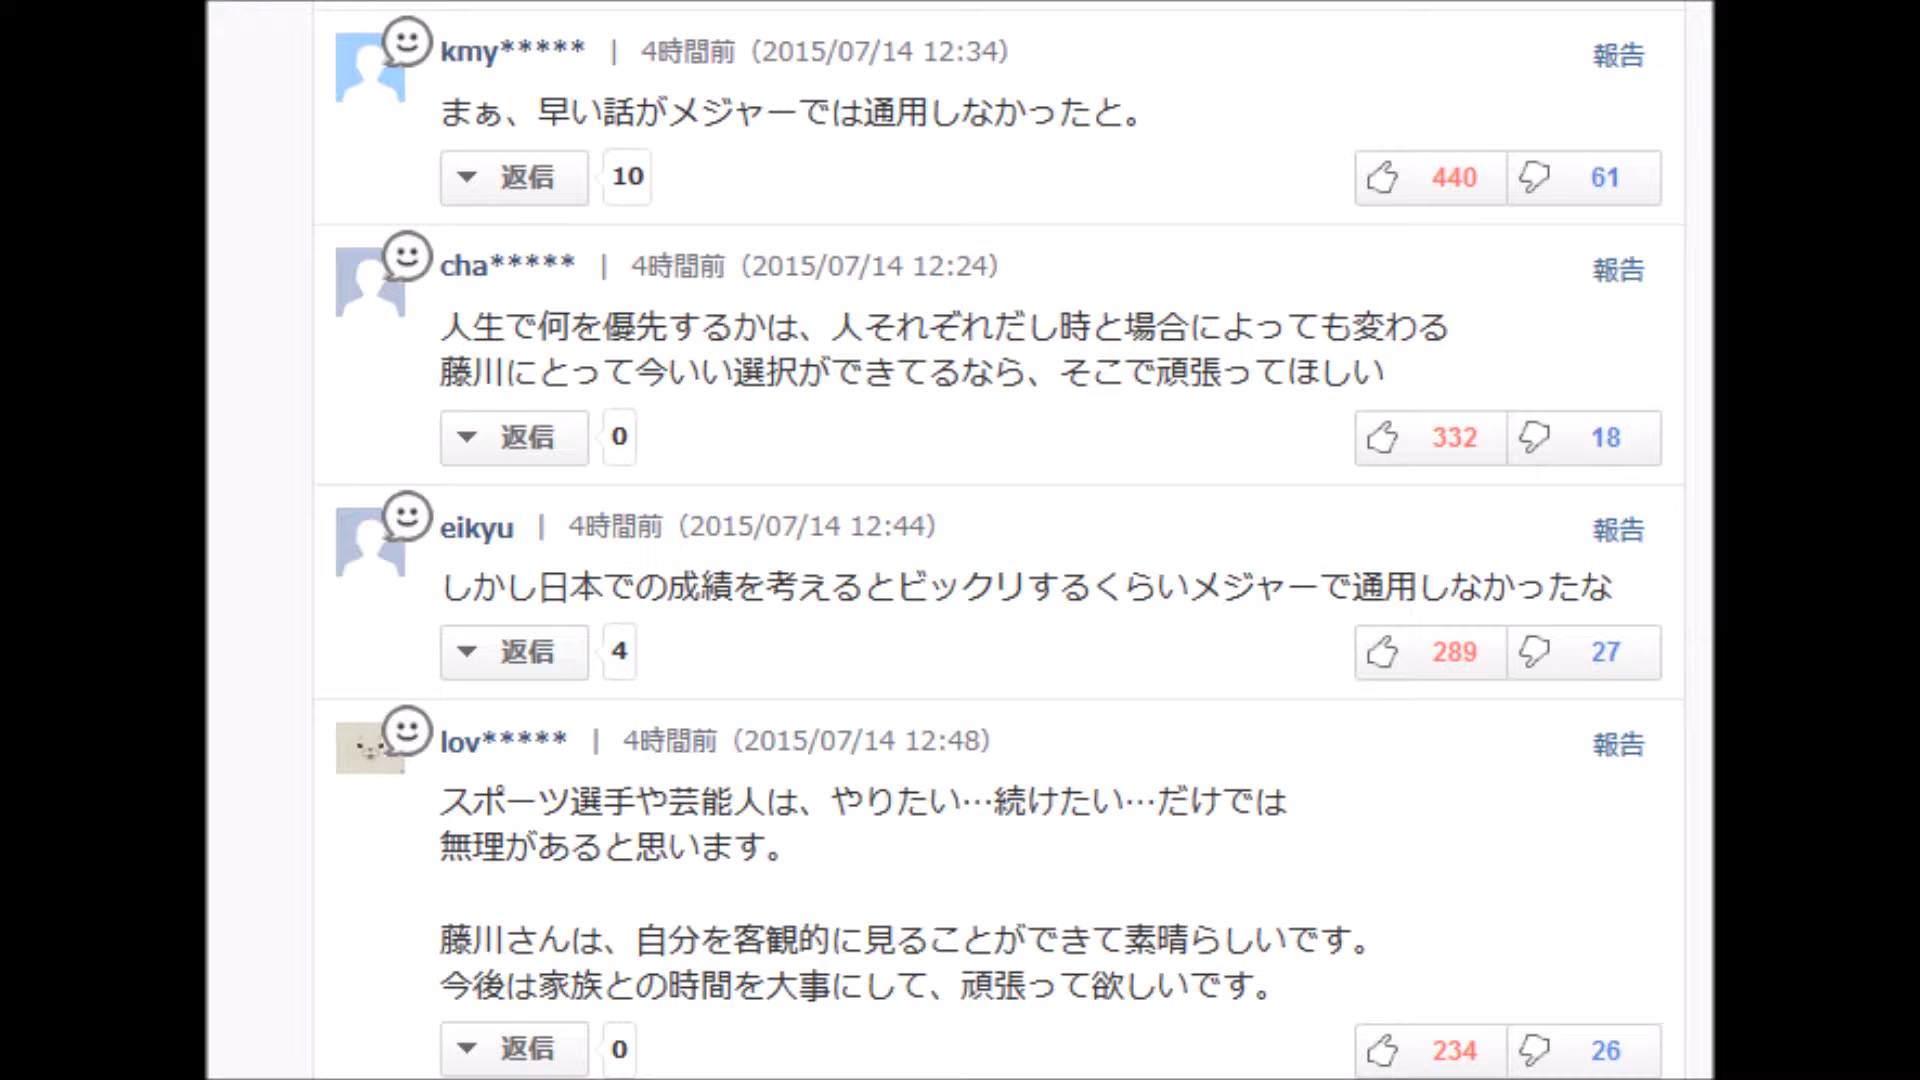 kmy***** | 4時間前（2015/07/14 12:34） 報告
まぁ、早い話がメジャーでは通用しなかったと。
返信 10 440 61
cha***** | 4時間前（2015/07/14 12:24） 報告
人生で何を優先するかは、人それぞれだし時と場合によっても変わる
藤川にとって今いい選択ができてるなら、そこで頑張ってほしい
返信 0 332 18
eikyu | 4時間前（2015/07/14 12:44） 報告
しかし日本での成績を考えるとビックリするくらいメジャーで通用しなかったな
返信 4 289 27
lov***** | 4時間前（2015/07/14 12:48） 報告
スポーツ選手や芸能人は、やりたい…続けたい…だけでは
無理があると思います。
藤川さんは、自分を客観的に見ることができて素晴らしいです。
今後は家族との時間を大事にして、頑張って欲しいです。
返信 0 234 26